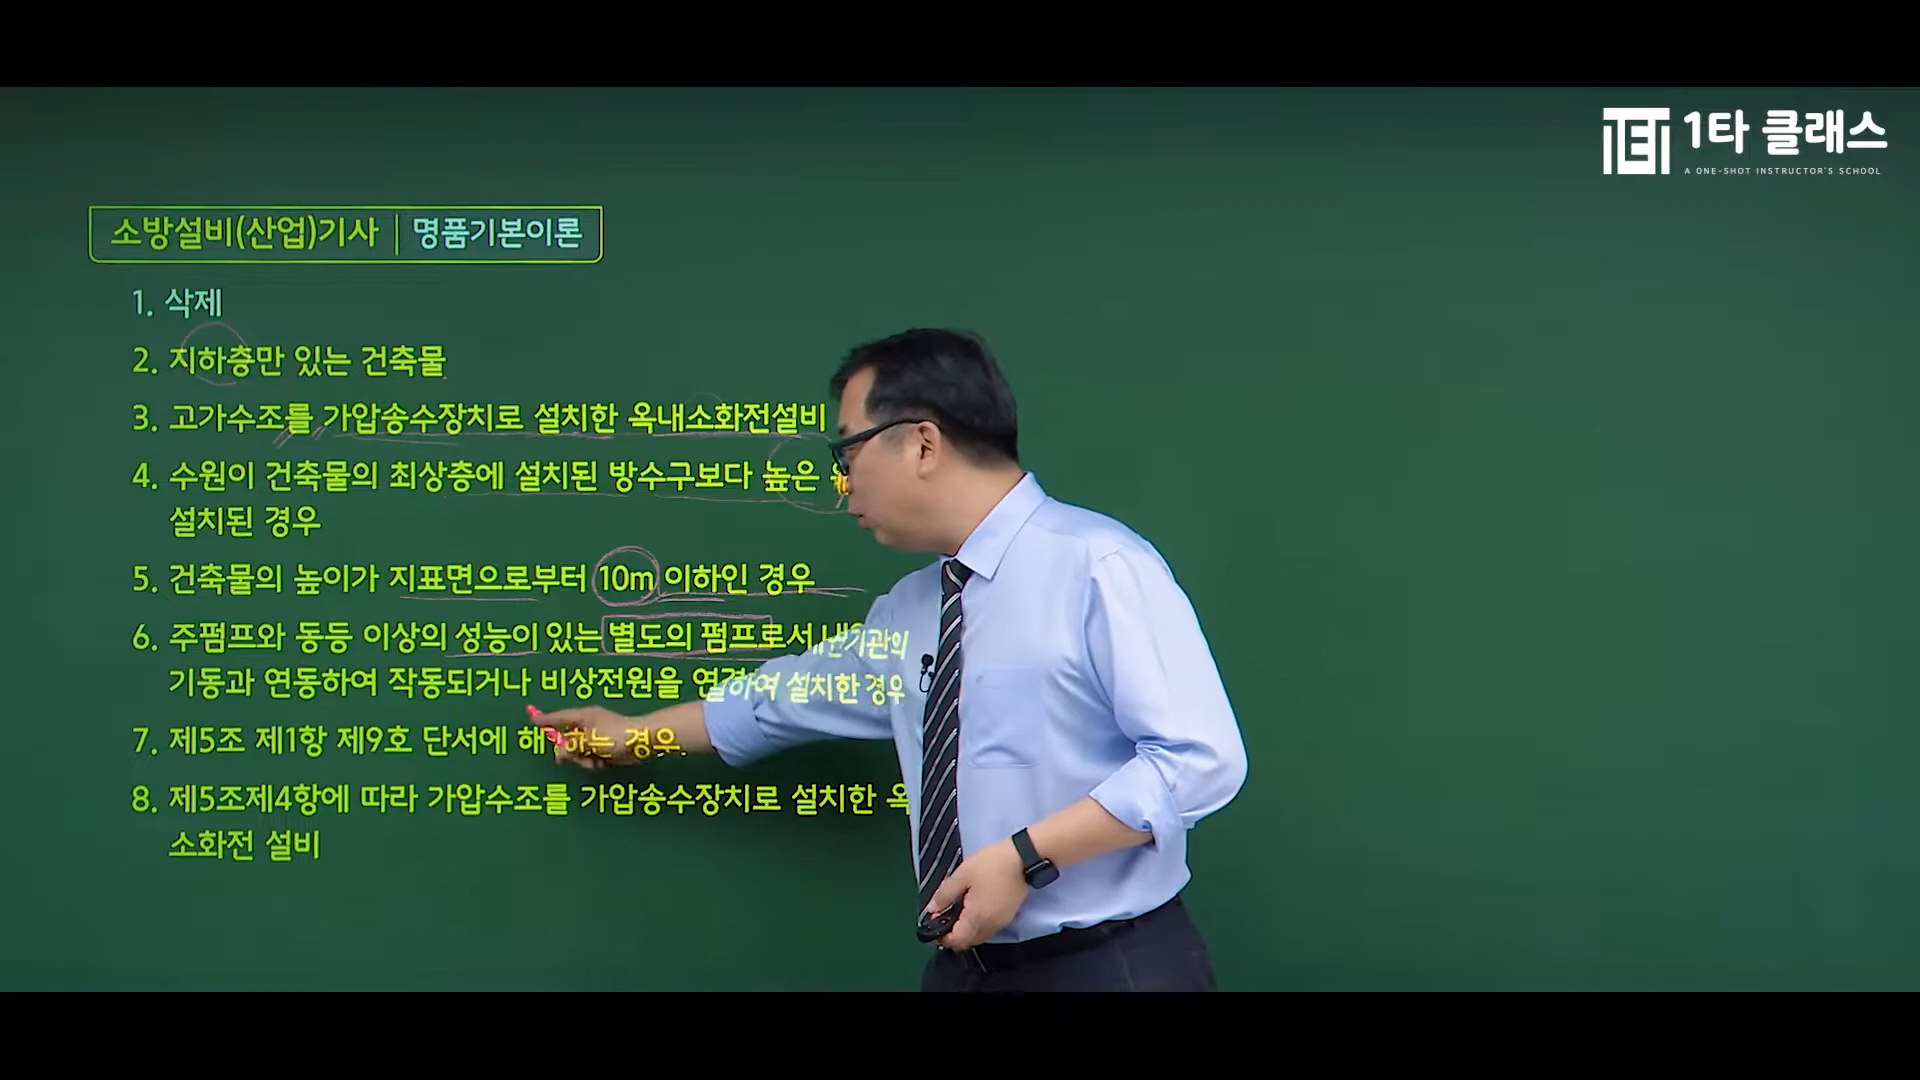 1타 클래스
A ONE-SHOT INSTRUCTOR'S SCHOOL
소방설비(산업)기사 | 명품기본이론
1. 삭제
2. 지하층만 있는 건축물
3. 고가수조를 가압송수장치로 설치한 옥내소화전설비
4. 수원이 건축물의 최상층에 설치된 방수구보다 높은
설치된 경우
5. 건축물의 높이가 지표면으로부터 10m 이하인 경우
6. 주펌프와 동등 이상의 성능이 있는 별도의 펌프로서 내연기관의
기동과 연동하여 작동되거나 비상전원을 연결하여 설치한 경우
7. 제5조 제1항 제9호 단서에 해당하는 경우.
8. 제5조제4항에 따라 가압수조를 가압송수장치로 설치한
소화전 설비